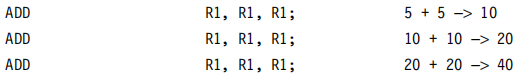 ADD R1, R1, R1; 5 + 5 —> 10
ADD R1, R1, R1; 10 + 10 —> 20
ADD R1, R1, R1; 20 + 20 —> 40